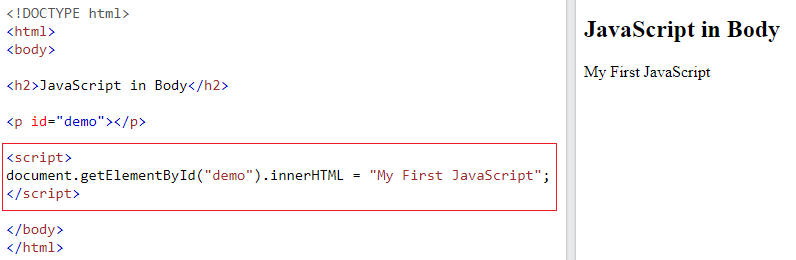 <!DOCTYPE html>
<html>
<body>
<h2>JavaScript in Body</h2>
<p id="demo"></p>
<script>
document.getElementById("demo").innerHTML = "My First JavaScript";
</script>
</body>
</html>
JavaScript in Body
My First JavaScript